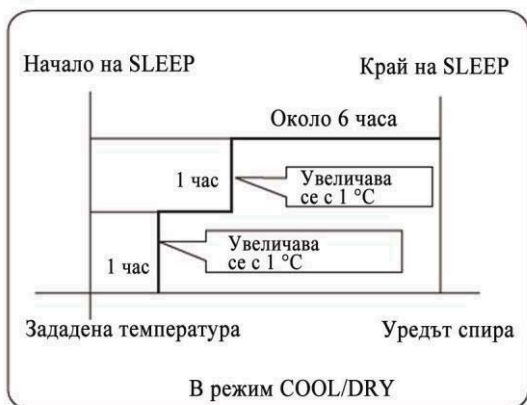 Начало на SLEEP
Край на SLEEP
Около 6 часа
1 час
Увеличава
се с 1 °C
1 час
Увеличава
се с 1 °C
Зададена температура
Уредът спира
В режим COOL/DRY